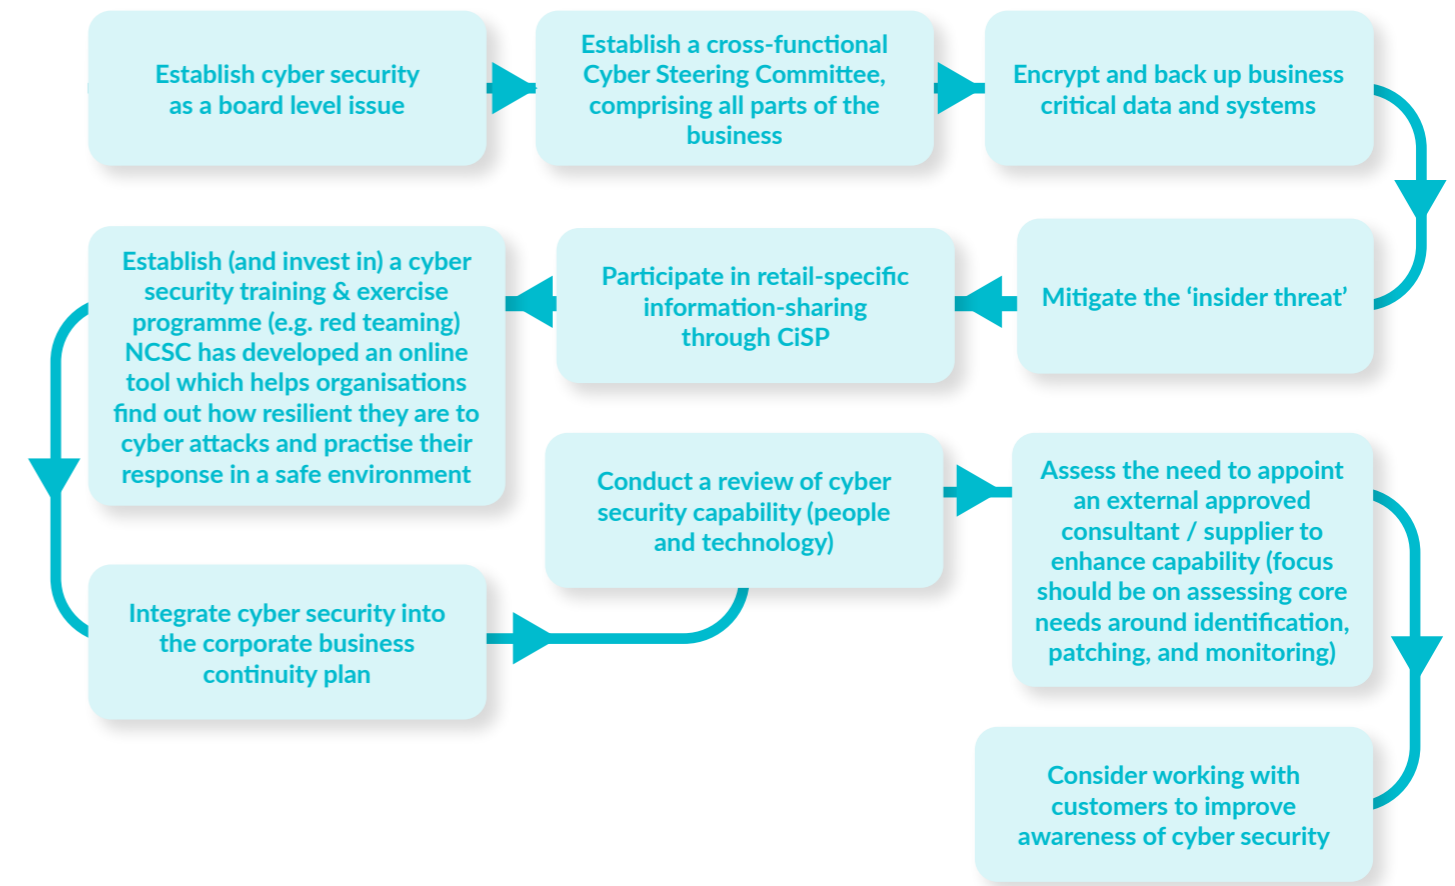 Establish cyber security
as a board level issue
Establish a cross-functional
Cyber Steering Committee,
comprising all parts of the
business
Encrypt and back up business
critical data and systems
Mitigate the ‘insider threat’
Participate in retail-specific
information-sharing
through CiSP
Establish (and invest in) a cyber
security training & exercise
programme (e.g. red teaming)
NCSC has developed an online
tool which helps organisations
find out how resilient they are to
cyber attacks and practise their
response in a safe environment
Integrate cyber security into
the corporate business
continuity plan
Conduct a review of cyber
security capability (people
and technology)
Assess the need to appoint
an external approved
consultant / supplier to
enhance capability (focus
should be on assessing core
needs around identification,
patching, and monitoring)
Consider working with
customers to improve
awareness of cyber security